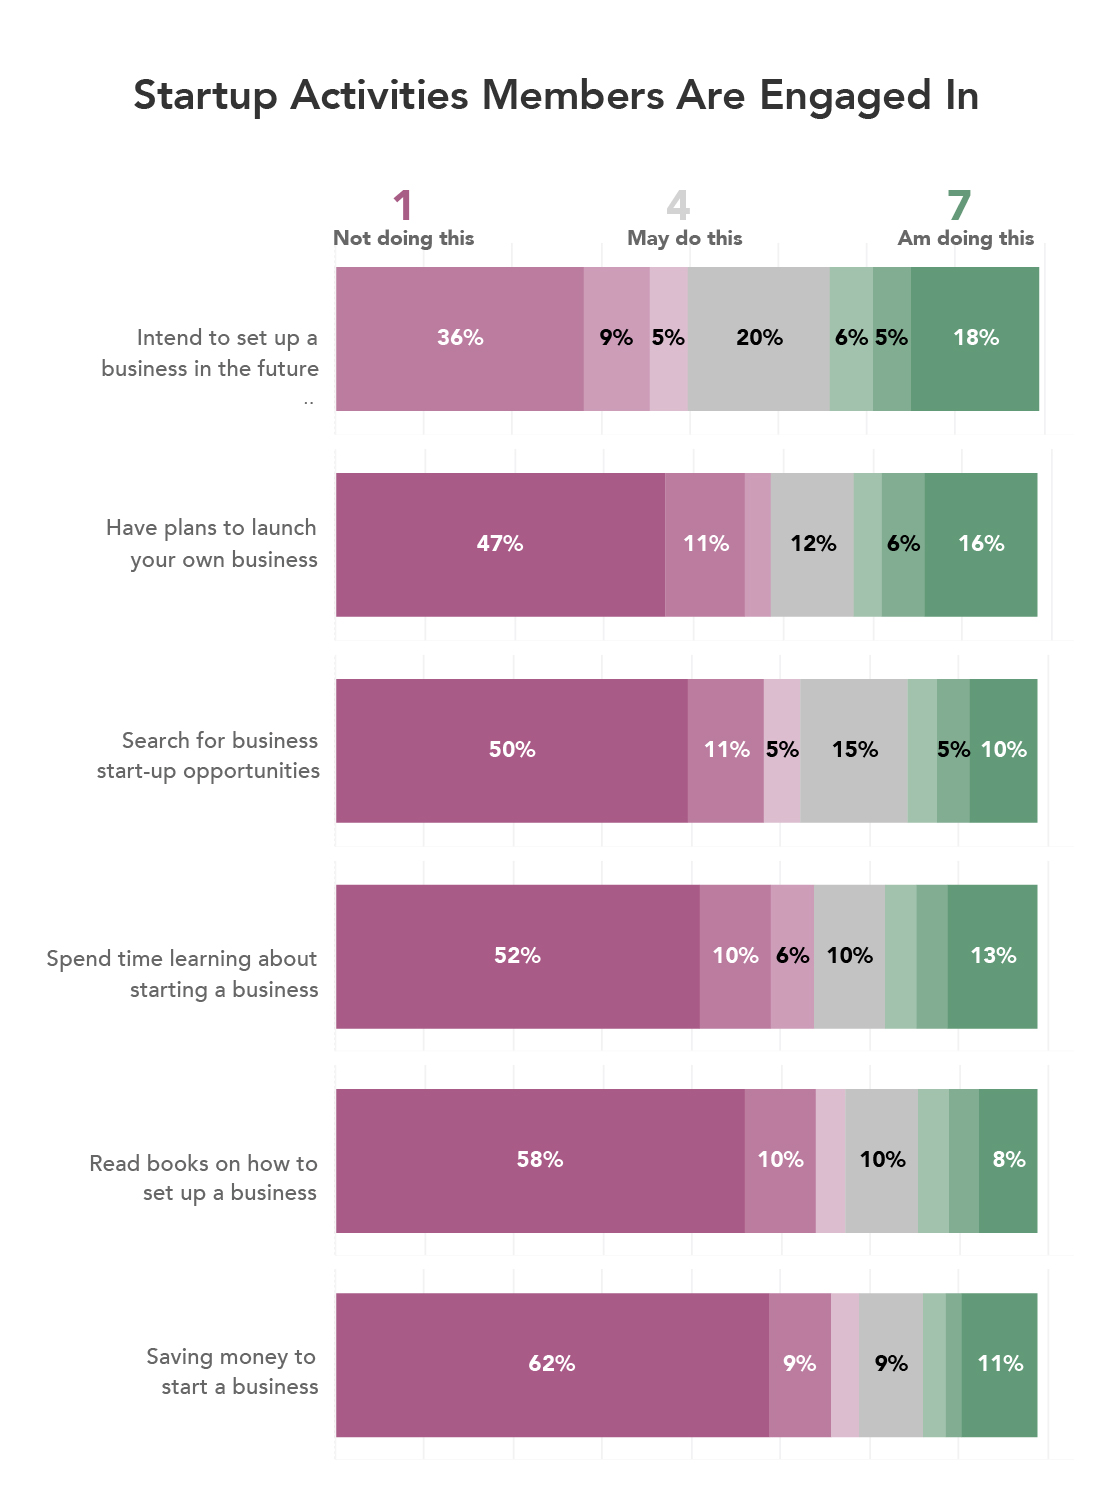 Startup Activities Members Are Engaged In
1 4 7
Not doing this May do this Am doing this
Intend to set up a
business in the future
..
36% 9% 5% 20% 6% 5% 18%
Have plans to launch
your own business
47% 11% 12% 6% 16%
Search for business
start-up opportunities
50% 11% 5% 15% 5% 10%
Spend time learning about
starting a business
52% 10% 6% 10% 13%
Read books on how to
set up a business
58% 10% 10% 8%
Saving money to
start a business
62% 9% 9% 11%